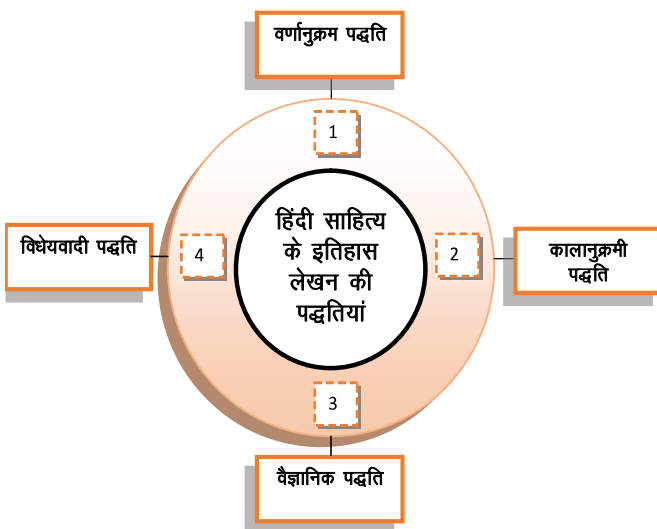 वर्णानुक्रम पद्धति
1
हिंदी साहित्य
के इतिहास
लेखन की
पद्धतियां
विधेयवादी पद्धति
4
2
कालानुक्रमी
पद्धति
3
वैज्ञानिक पद्धति